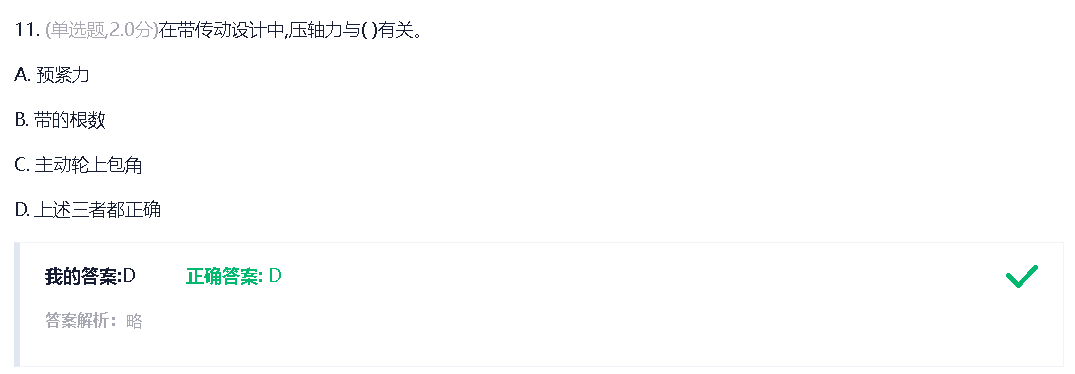 11. (单选题,2.0分)在带传动设计中,压轴力与( )有关。
A. 预紧力
B. 带的根数
C. 主动轮上包角
D. 上述三者都正确
我的答案:D 正确答案: D
答案解析：略